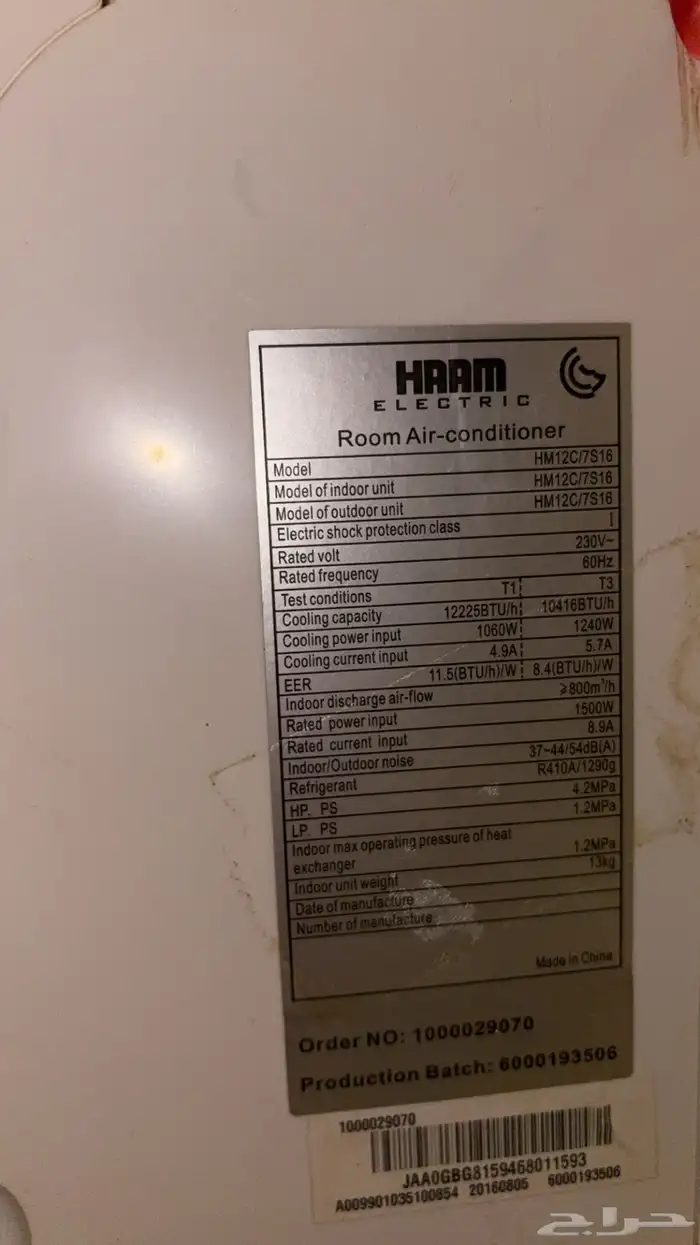 HAAM
ELECTRIC
Room Air-conditioner
Model HM12C/7S16
Model of indoor unit HM12C/7S16
Model of outdoor unit HM12C/7S16
Electric shock protection class I
Rated volt 230V~
Rated frequency 60Hz
Test conditions T1 T3
Cooling capacity 12225BTU/h 10416BTU/h
Cooling power input 1060W 1240W
Cooling current input 4.9A 5.7A
EER 11.5(BTU/h)/W 8.4(BTU/h)/W
Indoor discharge air-flow ≥800m³/h
Rated power input 1500W
Rated current input 8.9A
Indoor/Outdoor noise 37~44/54dB(A)
Refrigerant R410A/1290g
HP. PS 4.2MPa
LP. PS 1.2MPa
Indoor max operating pressure of heat
exchanger 1.2MPa
Indoor unit weight 13kg
Date of manufacture
Number of manufacture
Made in China
Order NO: 1000029070
Production Batch: 6000193506
1000029070
JAA0GBG8159468011593
A009901035100854 20160805 6000193506
حراج